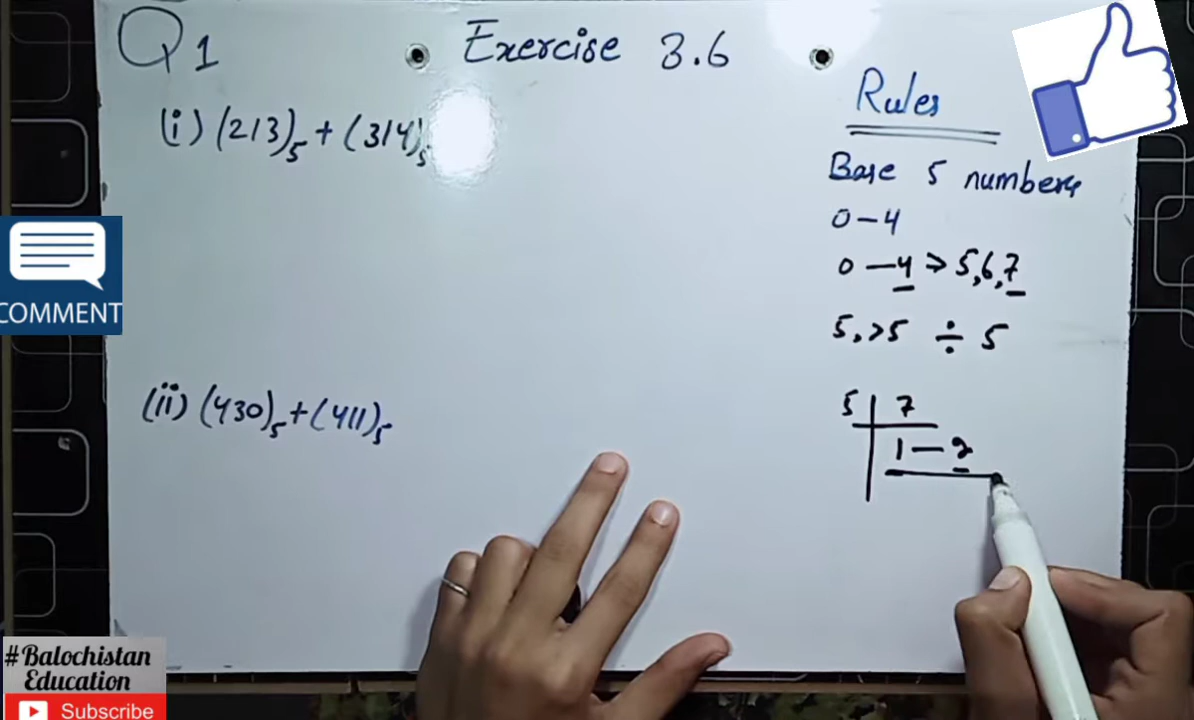 Q1
Exercise 3.6
(i) (213)5 + (314)5
Rules
Base 5 numbers
0-4
0-4 > 5,6,7
5,>5 ÷ 5
5 | 7
1-2
(ii) (430)5 + (411)5
COMMENT
#Balochistan
Education
Subscribe